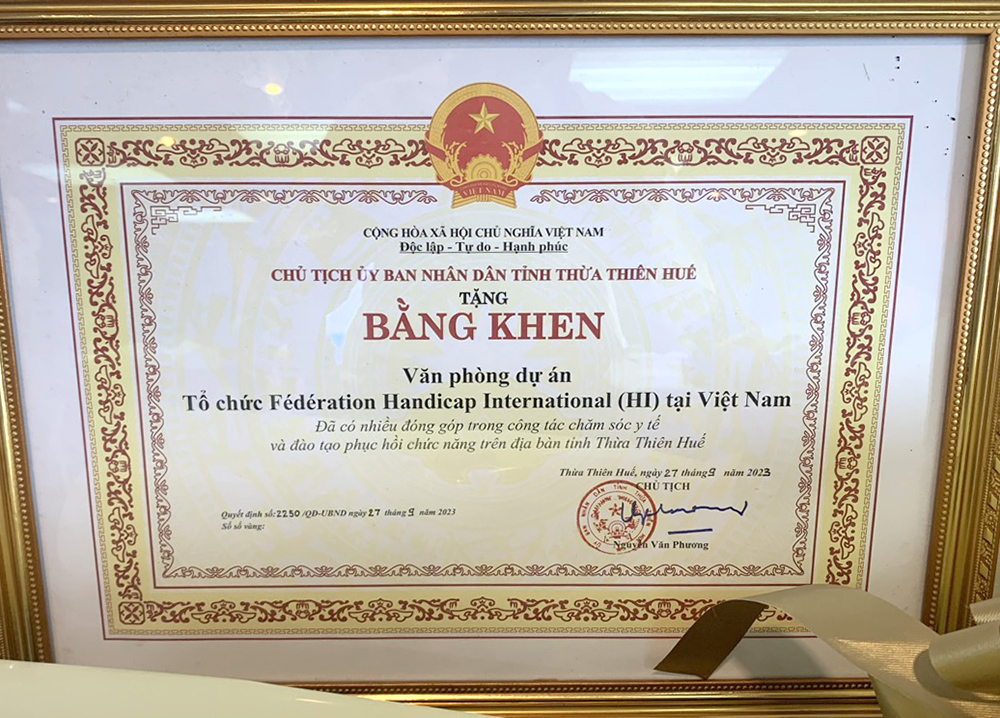 VIỆT NAM
CỘNG HÒA XÃ HỘI CHỦ NGHĨA VIỆT NAM
Độc lập - Tự do - Hạnh phúc
CHỦ TỊCH ỦY BAN NHÂN DÂN TỈNH THỪA THIÊN HUẾ
TẶNG
BẰNG KHEN
Văn phòng dự án
Tổ chức Fédération Handicap International (HI) tại Việt Nam
Đã có nhiều đóng góp trong công tác chăm sóc y tế
và đào tạo phục hồi chức năng trên địa bàn tỉnh Thừa Thiên Huế
Thừa Thiên Huế, ngày 27 tháng 9 năm 2023
CHỦ TỊCH
Quyết định số: 2250 /QĐ-UBND ngày 27 tháng 9 năm 2023
Sổ số vàng:
Nguyễn Văn Phương